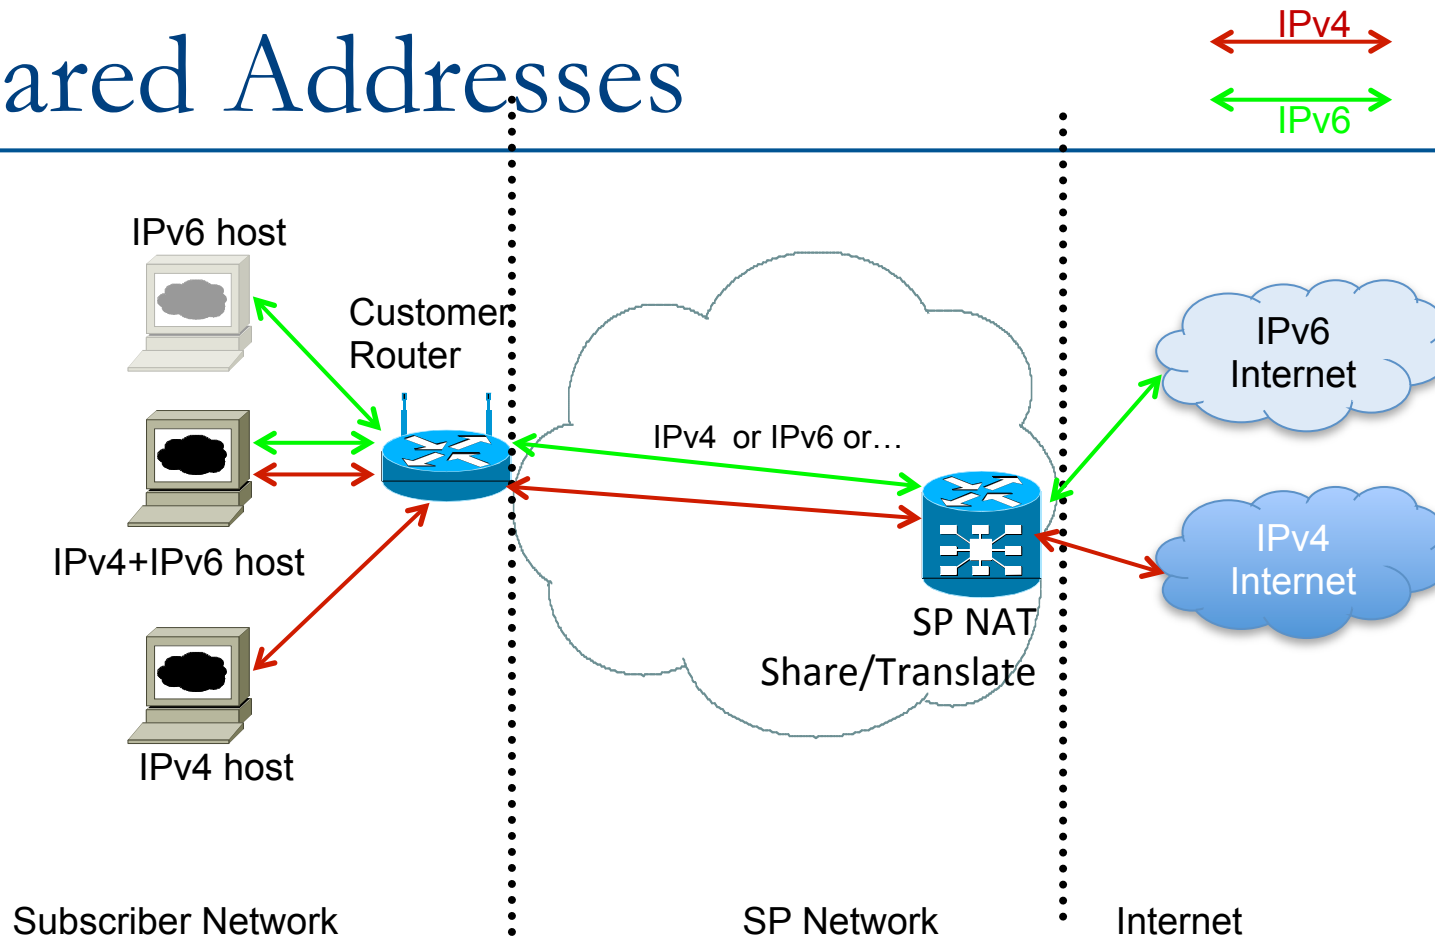 ared Addresses
IPv4
IPv6
IPv6 host
Customer
Router
IPv4 or IPv6 or…
IPv6
Internet
IPv4+IPv6 host
IPv4
Internet
SP NAT
Share/Translate
IPv4 host
Subscriber Network
SP Network
Internet